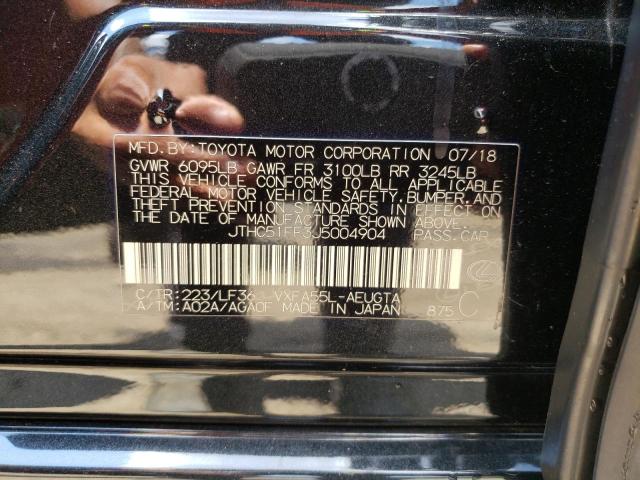 MFD. BY: TOYOTA MOTOR CORPORATION 07/18
GVWR 6095LB GAWR FR 3100LB RR 3245LB
THIS VEHICLE CONFORMS TO ALL APPLICABLE
FEDERAL MOTOR VEHICLE SAFETY, BUMPER, AND
THEFT PREVENTION STANDARDS IN EFFECT
ON THE DATE OF MANUFACTURE SHOWN ABOVE.
JTHC51FF3J5004904 PASS. CAR
C/TR: 223/LF36 VXFA55L-AEUGTA
A/TM: A02A/AGA0F MADE IN JAPAN 875 C